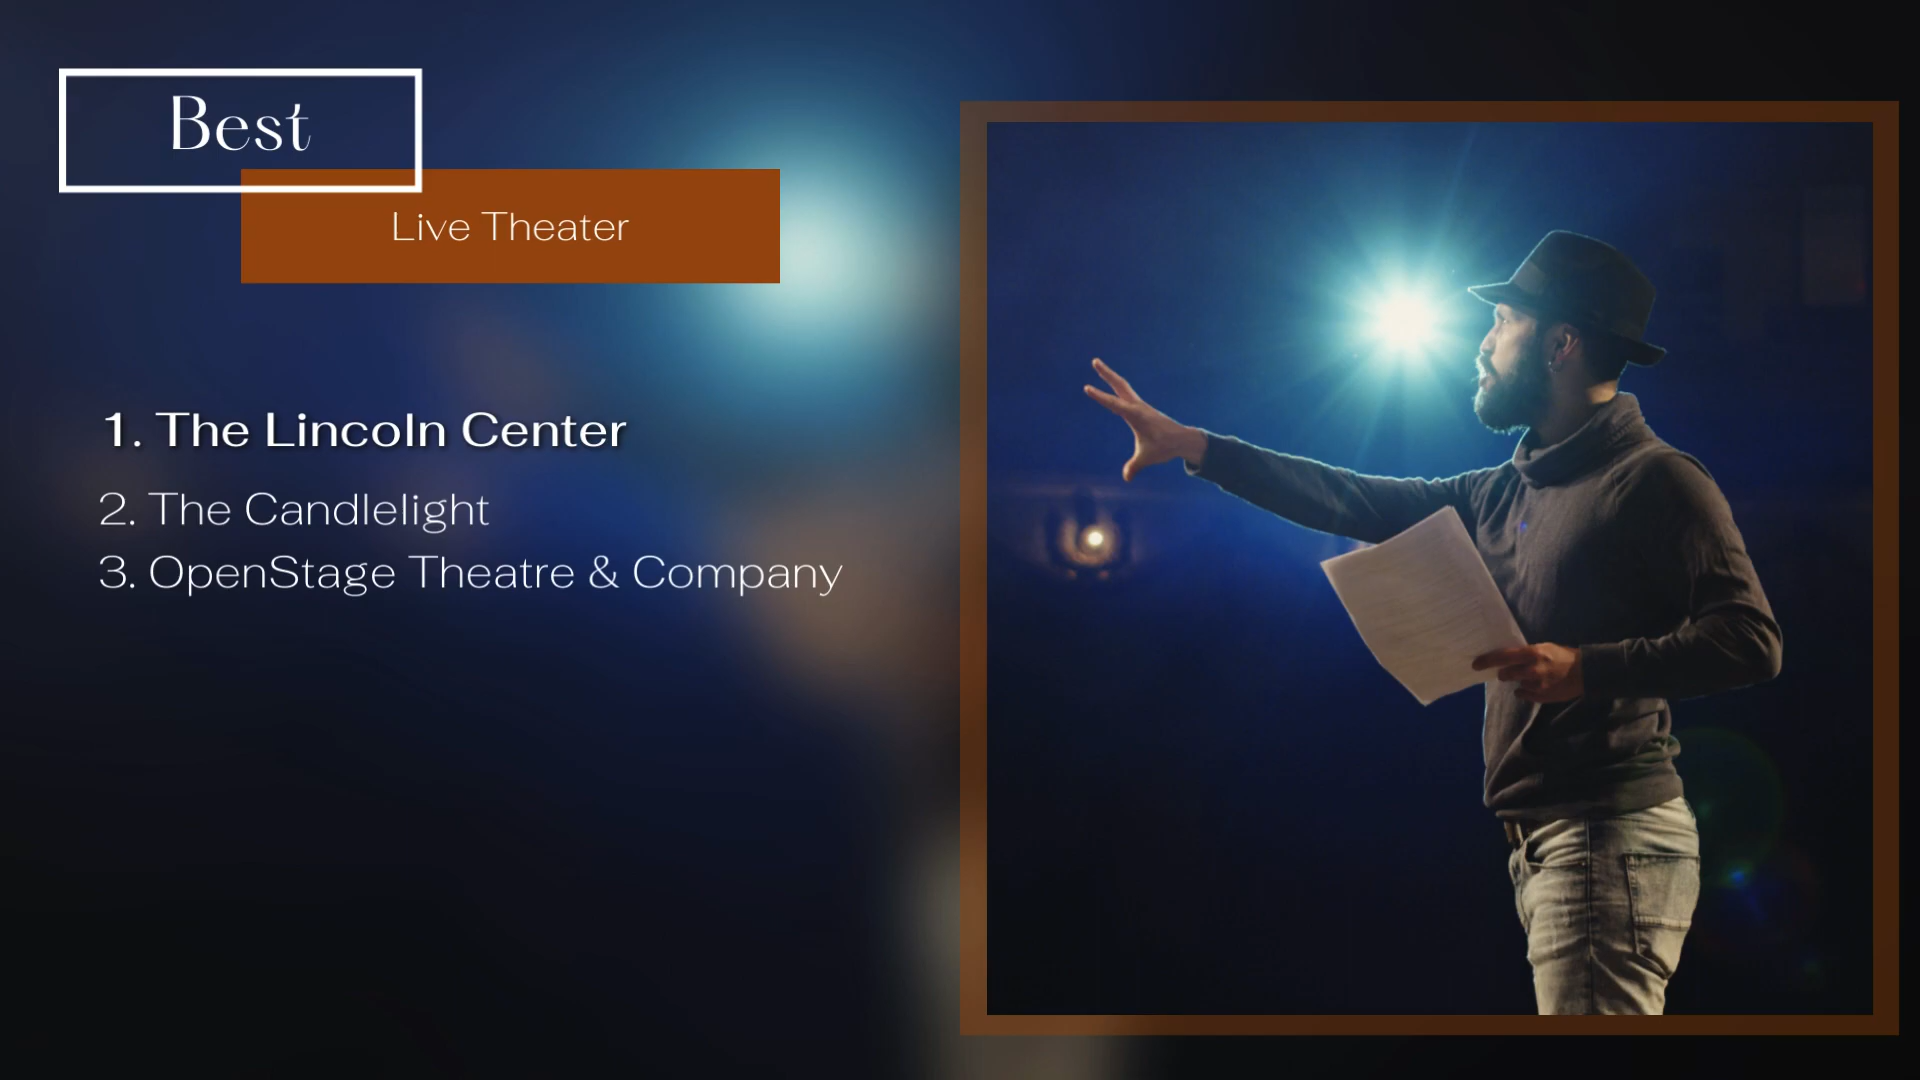 Best
Live Theater
1. The Lincoln Center
2. The Candlelight
3. OpenStage Theatre & Company